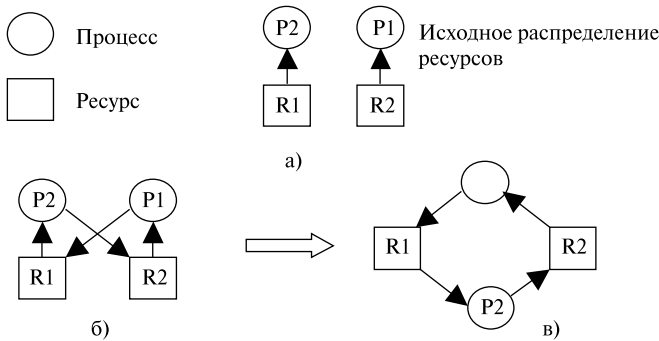 Процесс
Ресурс
P2
P1
Исходное распределение
ресурсов
R1
R2
а)
P2
P1
R1
R2
б)
R1
R2
P2
в)